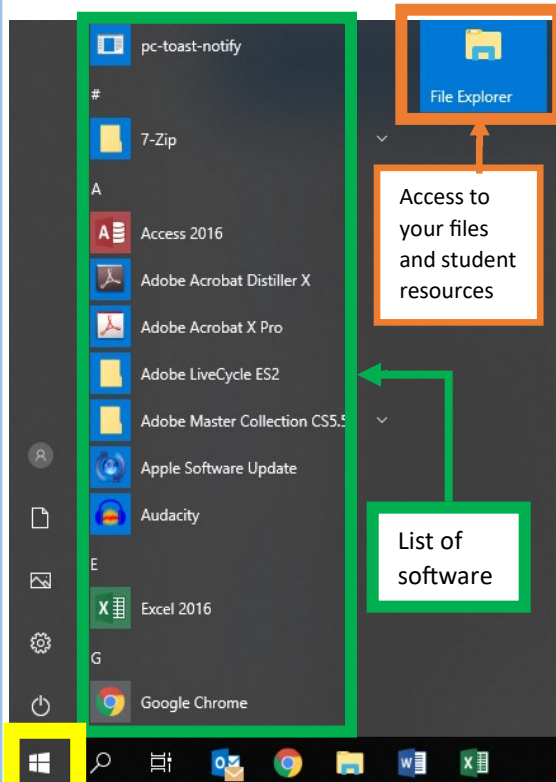 pc-toast-notify
#
7-Zip
A
Access 2016
Adobe Acrobat Distiller X
Adobe Acrobat X Pro
Adobe LiveCycle ES2
Adobe Master Collection CS5.5
Apple Software Update
Audacity
E
Excel 2016
G
Google Chrome
File Explorer
Access to
your files
and student
resources
List of
software